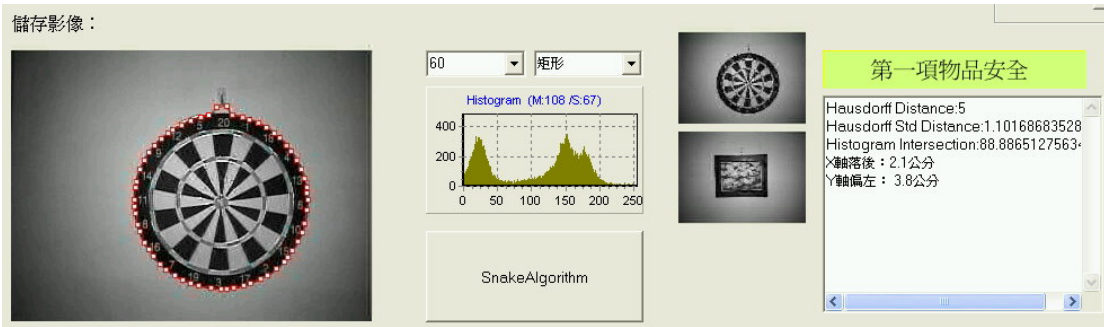 儲存影像：
60
矩形
Histogram (M:108 /S:67)
400
200
0
0 50 100 150 200 250
SnakeAlgorithm
第一項物品安全
Hausdorff Distance:5
Hausdorff Std Distance:1.10168683528
Histogram Intersection:88.88651275634
X軸落後：2.1公分
Y軸偏左： 3.8公分